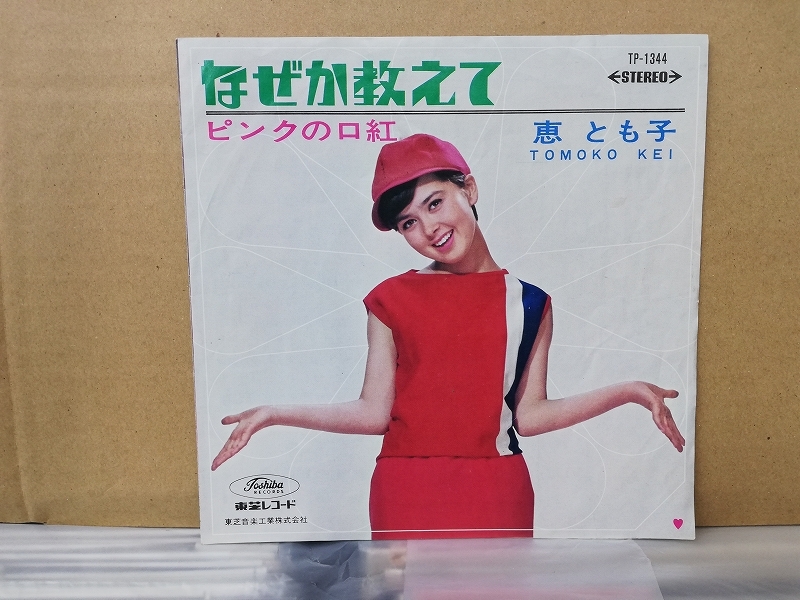 TP-1344
STEREO
なぜか教えて
ピンクの口紅
恵 とも子
TOMOKO KEI
Toshiba
RECORDS
東芝レコード
東芝音楽工業株式会社